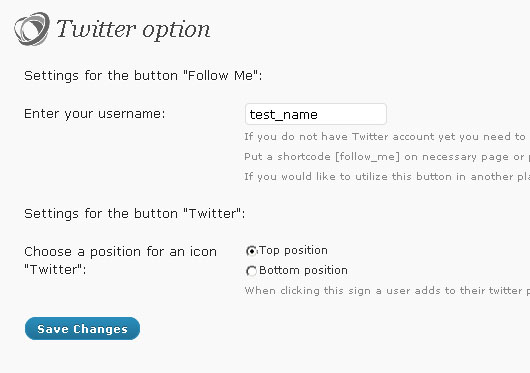 Twitter option
Settings for the button "Follow Me":
Enter your username:
test_name
If you do not have Twitter account yet you need to
Put a shortcode [follow_me] on necessary page or
If you would like to utilize this button in another
Settings for the button "Twitter":
Choose a position for an icon
"Twitter":
Top position
Bottom position
When clicking this sign a user adds to their twitter
Save Changes